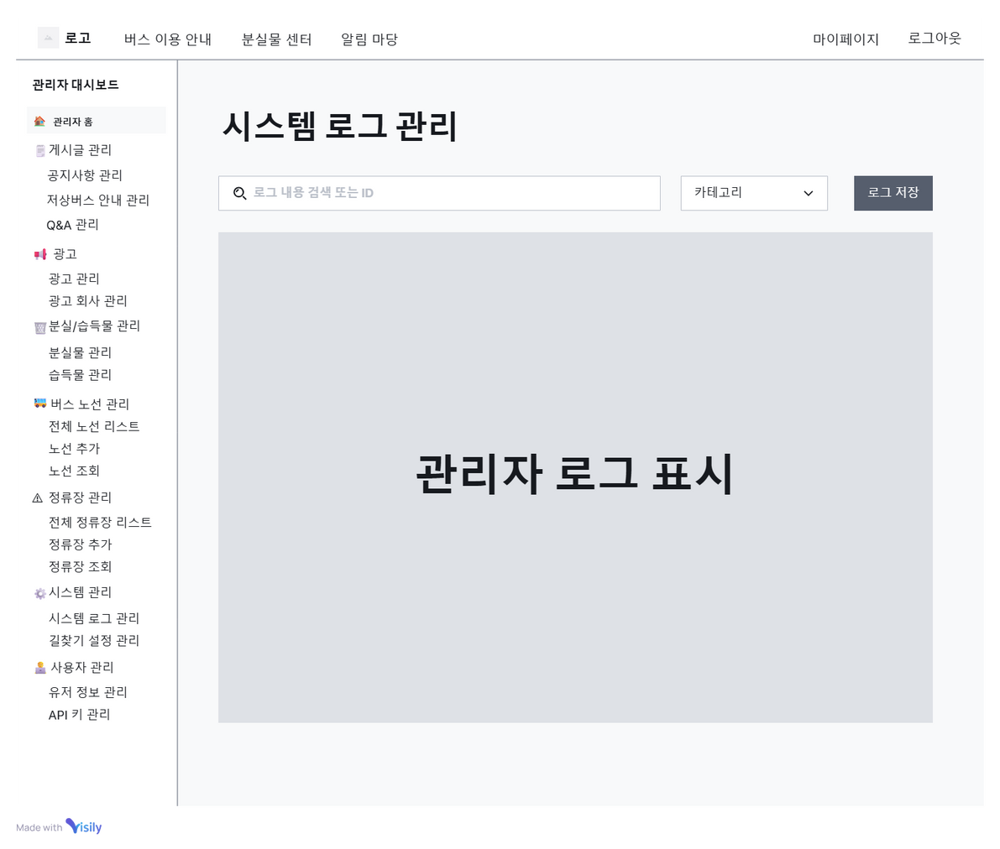 로고
버스 이용 안내
분실물 센터
알림 마당
마이페이지
로그아웃
관리자 대시보드
관리자 홈
게시글 관리
공지사항 관리
저상버스 안내 관리
Q&A 관리
광고
광고 관리
광고 회사 관리
분실/습득물 관리
분실물 관리
습득물 관리
버스 노선 관리
전체 노선 리스트
노선 추가
노선 조회
정류장 관리
전체 정류장 리스트
정류장 추가
정류장 조회
시스템 관리
시스템 로그 관리
길찾기 설정 관리
사용자 관리
유저 정보 관리
API 키 관리
시스템 로그 관리
로그 내용 검색 또는 ID
카테고리
로그 저장
관리자 로그 표시
Made with Visily